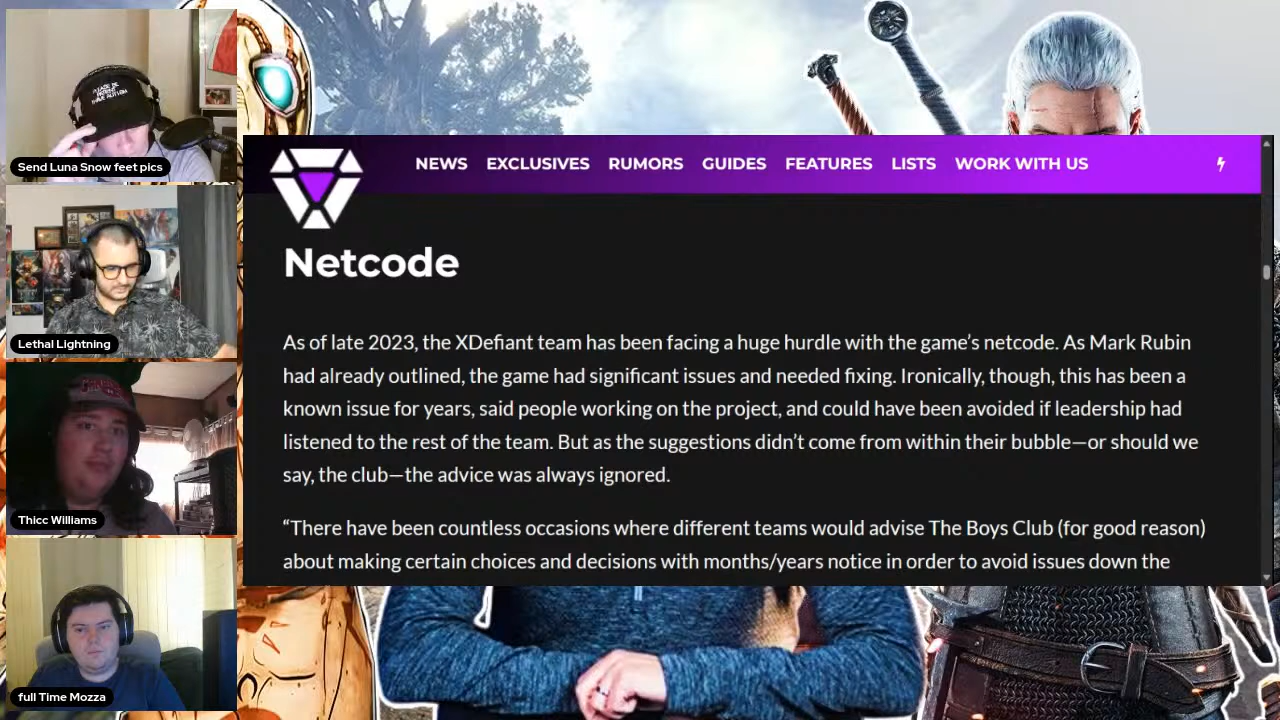 Send Luna Snow feet pics
Lethal Lightning
Thicc Williams
full Time Mozza
NEWS EXCLUSIVES RUMORS GUIDES FEATURES LISTS WORK WITH US
Netcode
As of late 2023, the XDefiant team has been facing a huge hurdle with the game’s netcode. As Mark Rubin
had already outlined, the game had significant issues and needed fixing. Ironically, though, this has been a
known issue for years, said people working on the project, and could have been avoided if leadership had
listened to the rest of the team. But as the suggestions didn’t come from within their bubble—or should we
say, the club—the advice was always ignored.
“There have been countless occasions where different teams would advise The Boys Club (for good reason)
about making certain choices and decisions with months/years notice in order to avoid issues down the